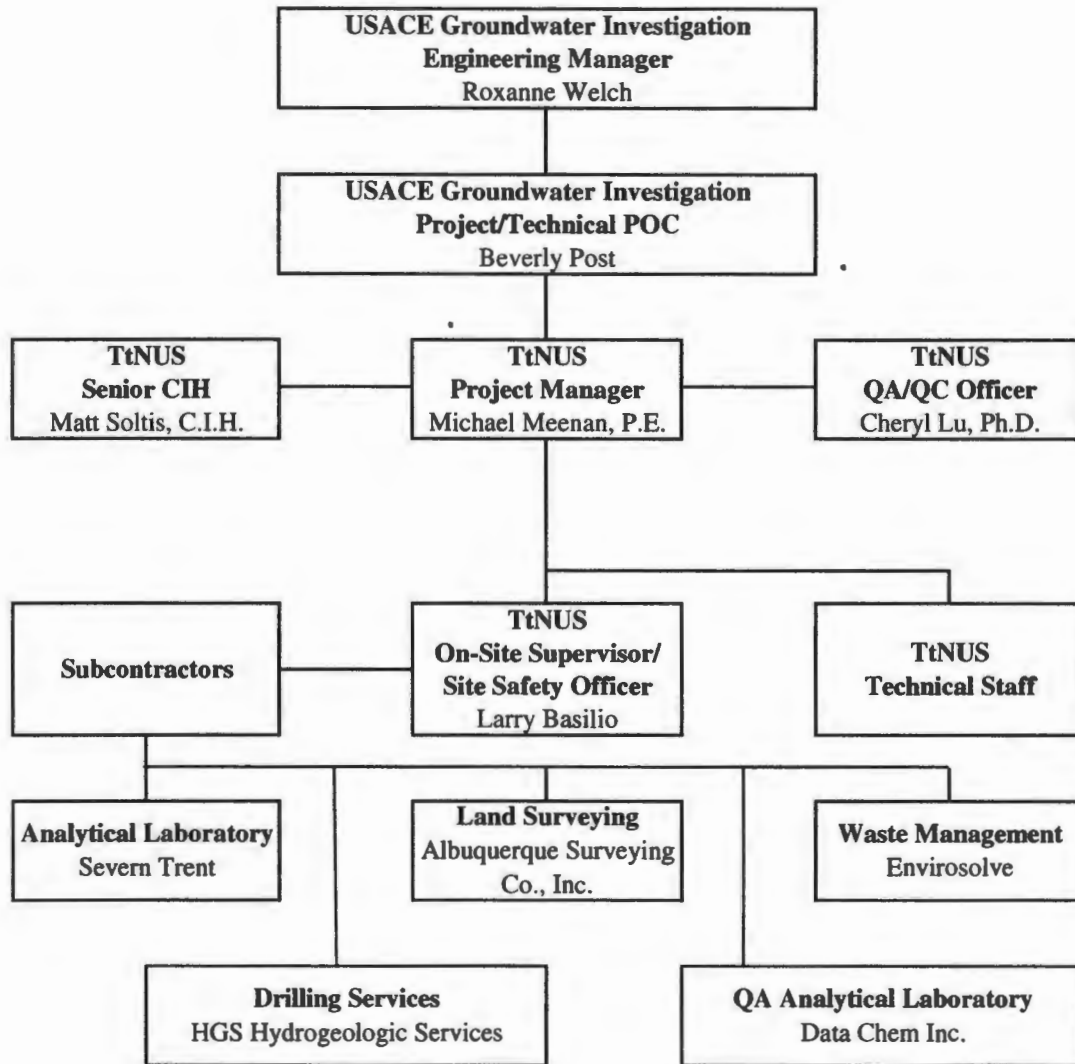 USACE Groundwater Investigation
Engineering Manager
Roxanne Welch
USACE Groundwater Investigation
Project/Technical POC
Beverly Post
TtNUS
Senior CIH
Matt Soltis, C.I.H.
TtNUS
Project Manager
Michael Meenan, P.E.
TtNUS
QA/QC Officer
Cheryl Lu, Ph.D.
Subcontractors
TtNUS
On-Site Supervisor/
Site Safety Officer
Larry Basilio
TtNUS
Technical Staff
Analytical Laboratory
Severn Trent
Land Surveying
Albuquerque Surveying
Co., Inc.
Waste Management
Envirosolve
Drilling Services
HGS Hydrogeologic Services
QA Analytical Laboratory
Data Chem Inc.